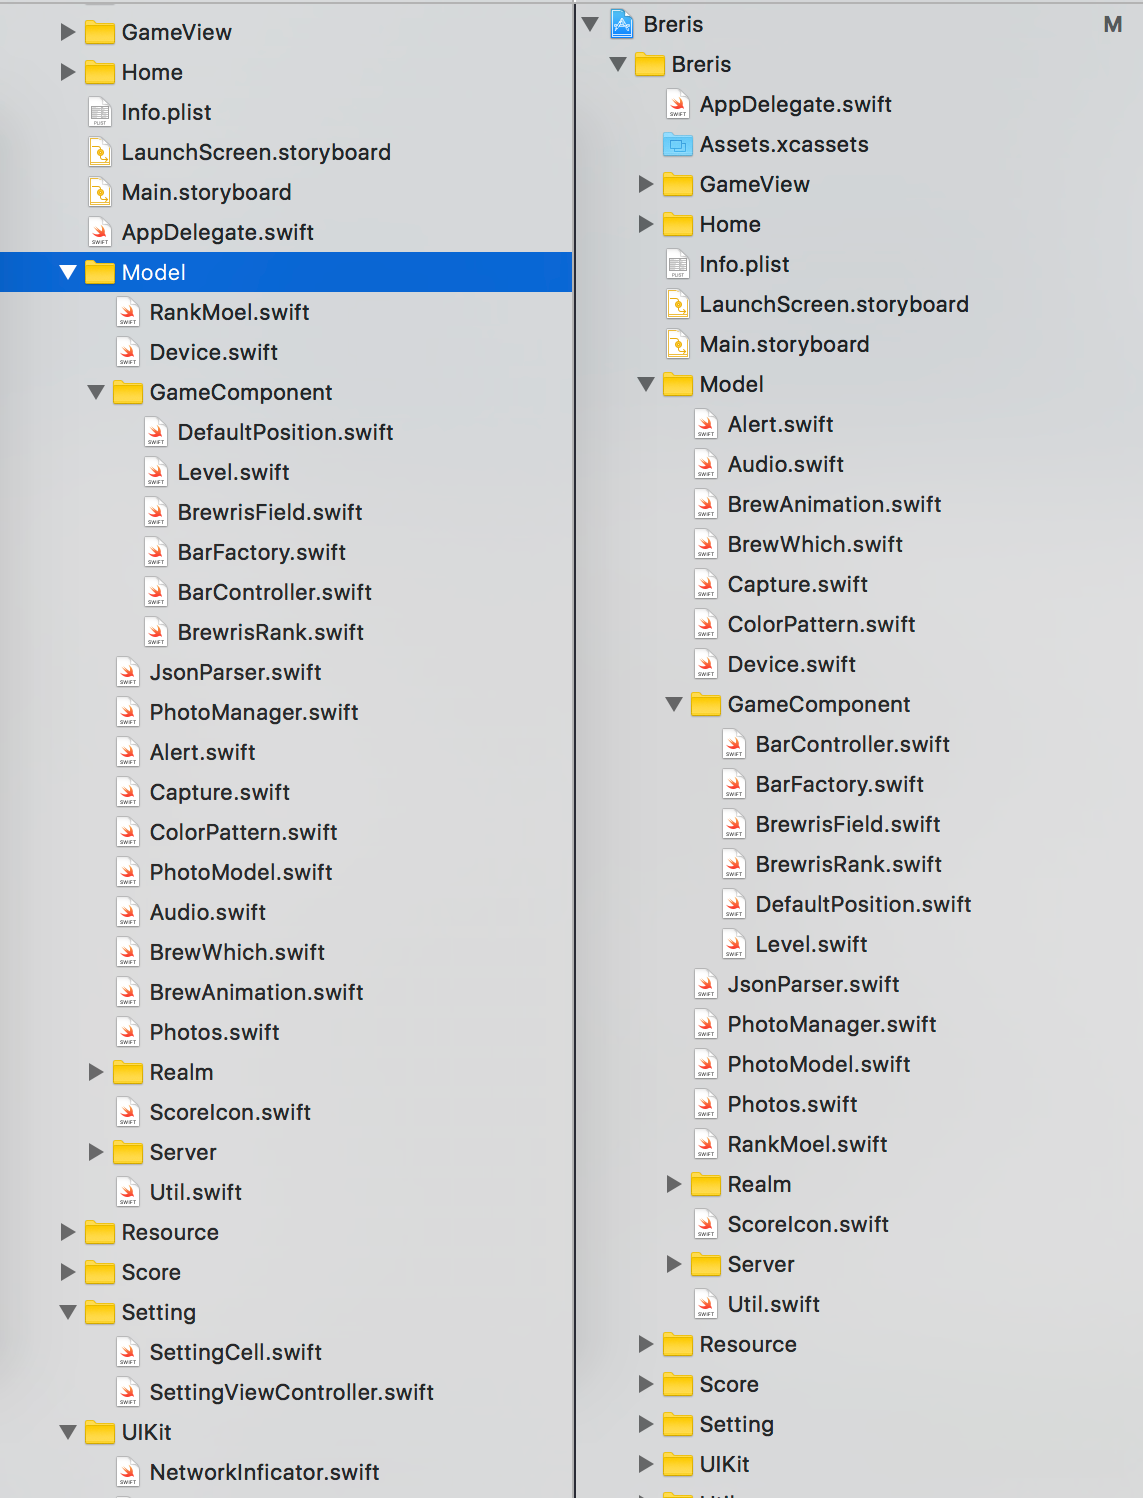 GameView
Home
Info.plist
LaunchScreen.storyboard
Main.storyboard
AppDelegate.swift
Model
RankMoel.swift
Device.swift
GameComponent
DefaultPosition.swift
Level.swift
BrewrisField.swift
BarFactory.swift
BarController.swift
BrewrisRank.swift
JsonParser.swift
PhotoManager.swift
Alert.swift
Capture.swift
ColorPattern.swift
PhotoModel.swift
Audio.swift
BrewWhich.swift
BrewAnimation.swift
Photos.swift
Realm
ScoreIcon.swift
Server
Util.swift
Resource
Score
Setting
SettingCell.swift
SettingViewController.swift
UIKit
NetworkInficator.swift
Breris M
Breris
AppDelegate.swift
Assets.xcassets
GameView
Home
Info.plist
LaunchScreen.storyboard
Main.storyboard
Model
Alert.swift
Audio.swift
BrewAnimation.swift
BrewWhich.swift
Capture.swift
ColorPattern.swift
Device.swift
GameComponent
BarController.swift
BarFactory.swift
BrewrisField.swift
BrewrisRank.swift
DefaultPosition.swift
Level.swift
JsonParser.swift
PhotoManager.swift
PhotoModel.swift
Photos.swift
RankMoel.swift
Realm
ScoreIcon.swift
Server
Util.swift
Resource
Score
Setting
UIKit